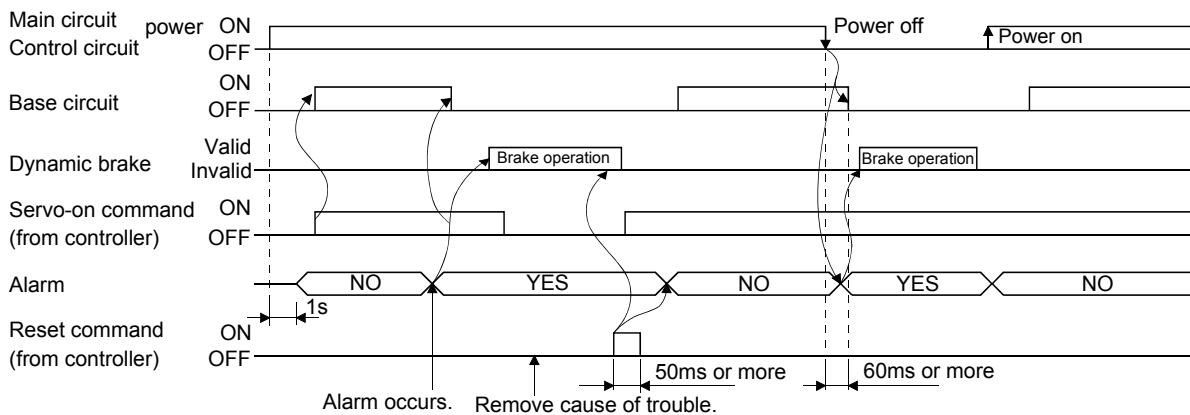 Main circuit
Control circuit
power
ON
OFF
Power off
Power on
Base circuit
ON
OFF
Dynamic brake
Valid
Invalid
Brake operation
Brake operation
Servo-on command
(from controller)
ON
OFF
Alarm
NO
YES
NO
YES
NO
1s
Reset command
(from controller)
ON
OFF
50ms or more
60ms or more
Alarm occurs.
Remove cause of trouble.